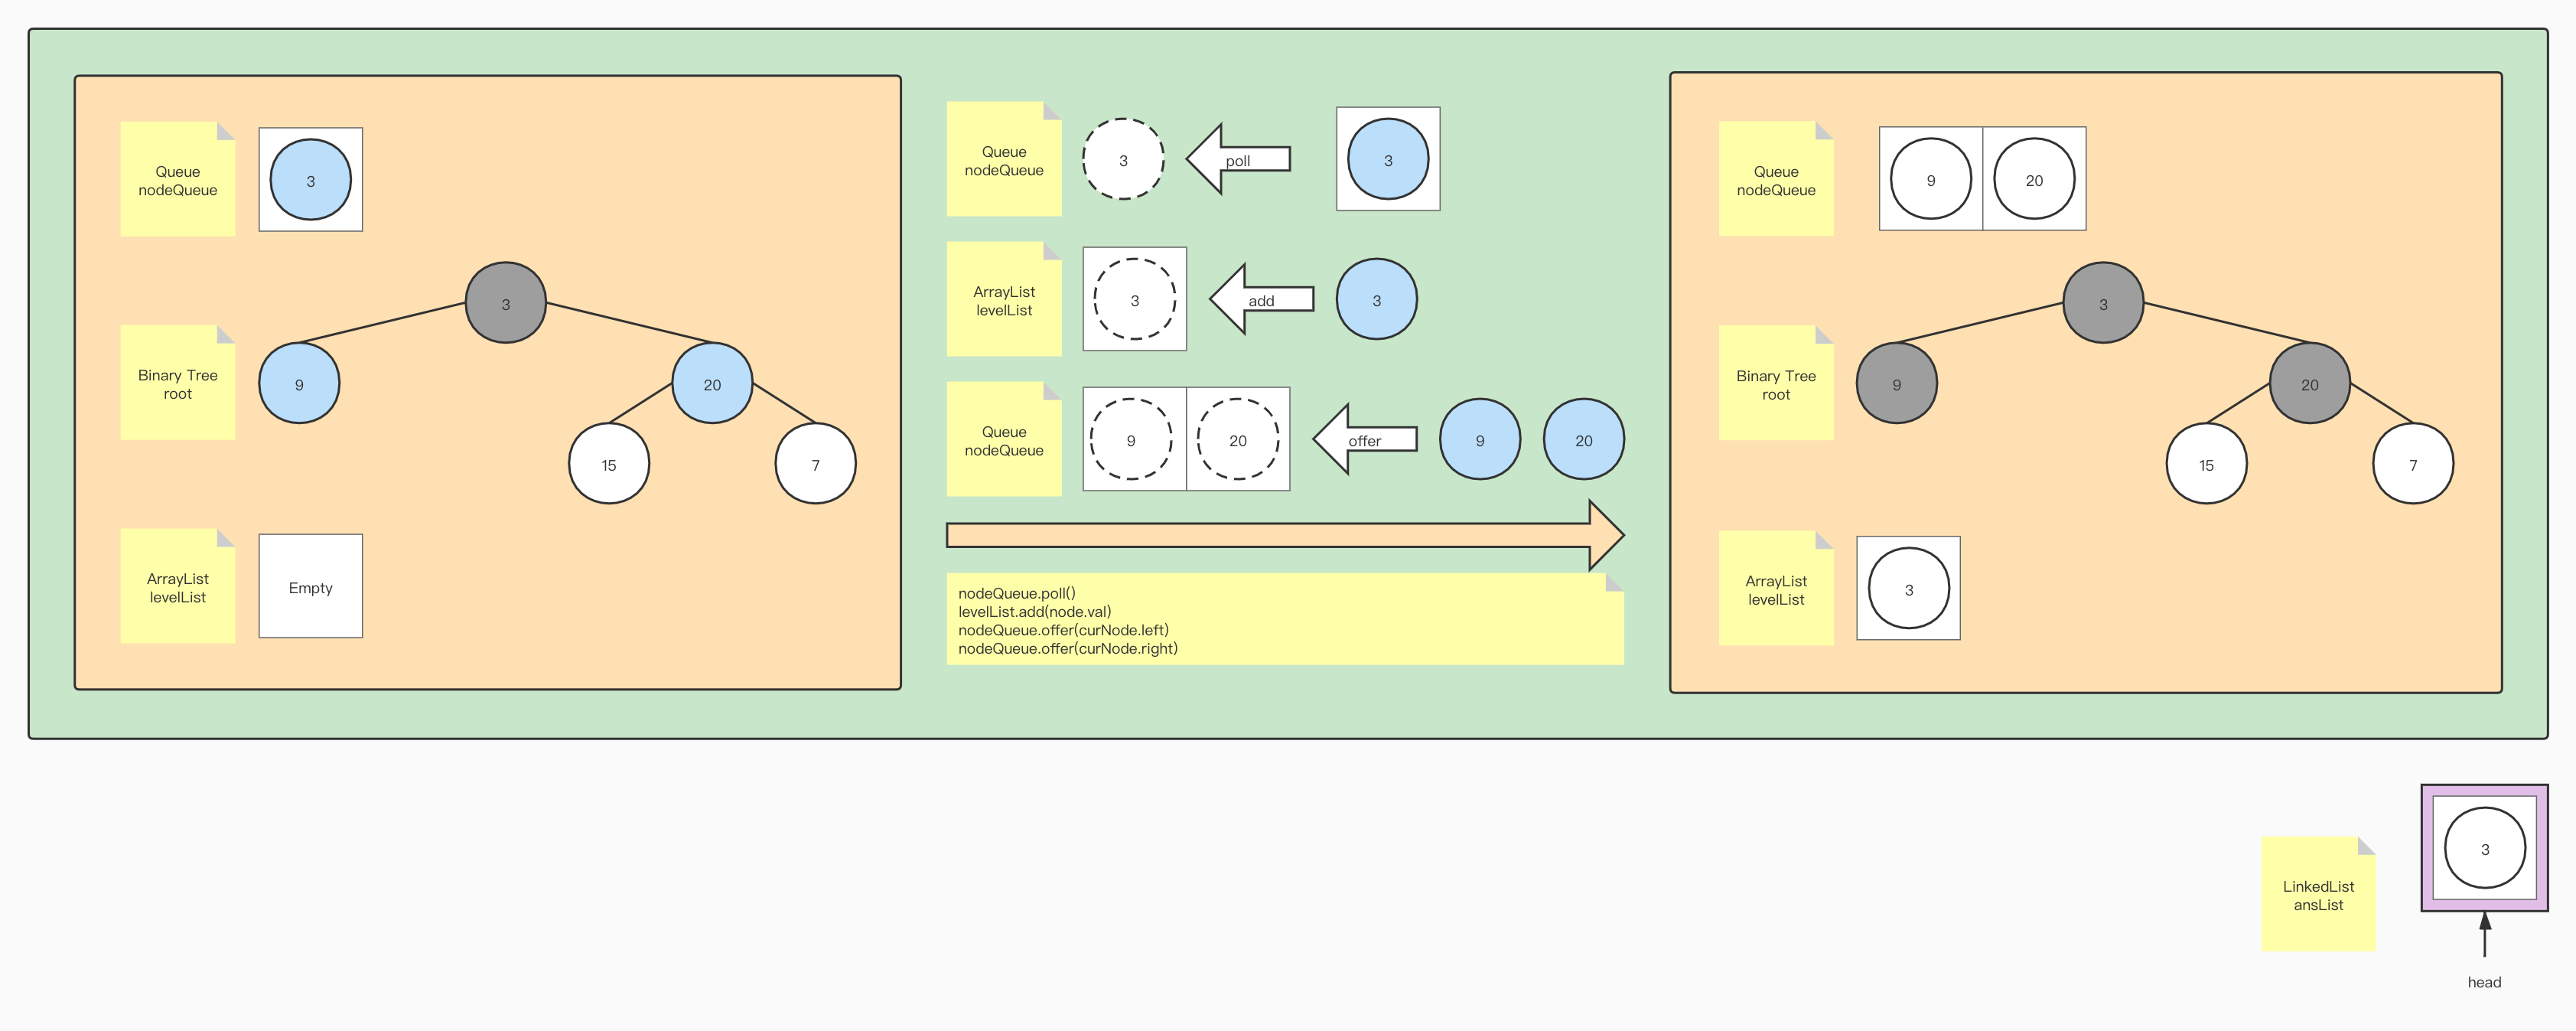 Queue
nodeQueue
3
3
Binary Tree
root
9
20
15
7
ArrayList
levelList
Empty
Queue
nodeQueue
3
poll
3
ArrayList
levelList
3
add
3
Queue
nodeQueue
9
20
offer
9
20
nodeQueue.poll()
levelList.add(node.val)
nodeQueue.offer(curNode.left)
nodeQueue.offer(curNode.right)
Queue
nodeQueue
9
20
3
Binary Tree
root
9
20
15
7
ArrayList
levelList
3
LinkedList
ansList
3
head